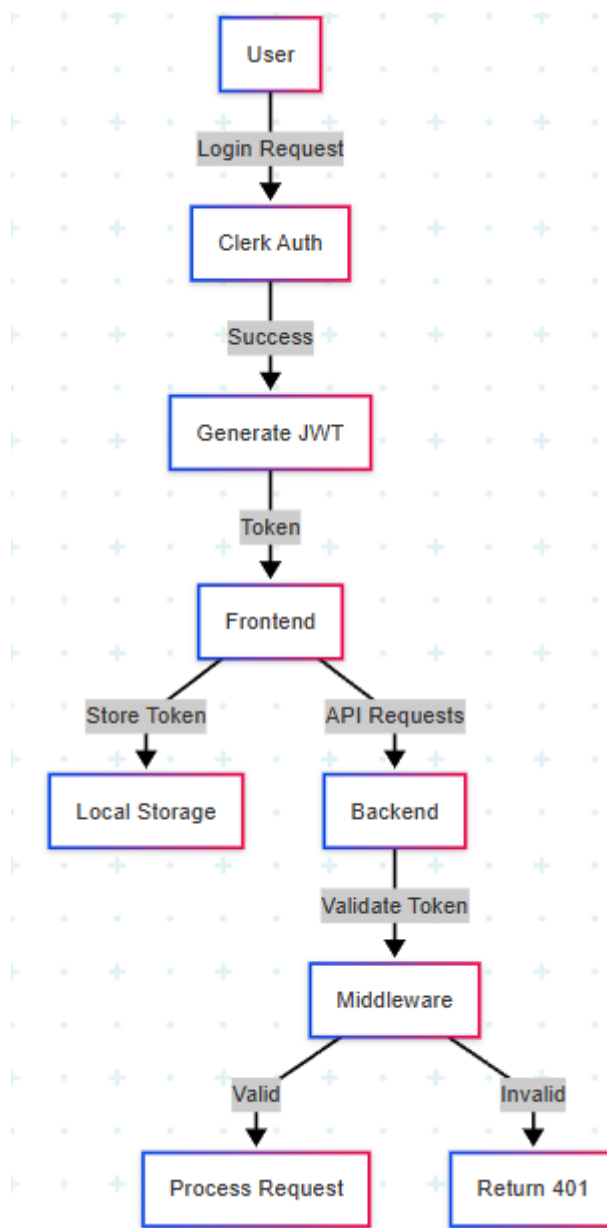 User
Login Request
Clerk Auth
Success
Generate JWT
Token
Frontend
Store Token
API Requests
Local Storage
Backend
Validate Token
Middleware
Valid
Invalid
Process Request
Return 401